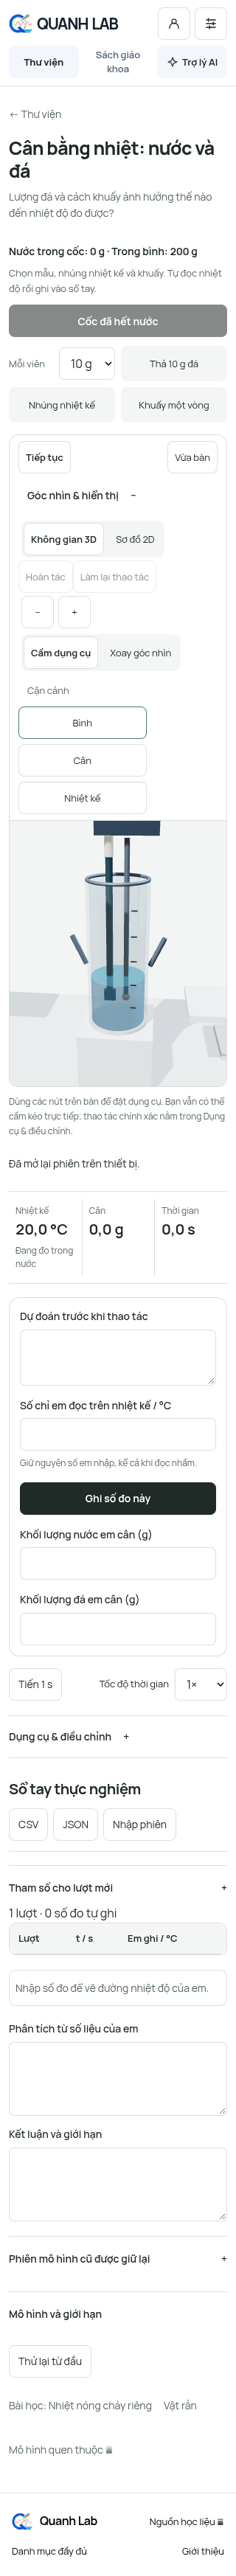 QUANH LAB
Thư viện
Sách giáo
khoa
Trợ lý AI
← Thư viện
Cân bằng nhiệt: nước và
đá
Lượng đá và cách khuấy ảnh hưởng thế nào
đến nhiệt độ đo được?
Nước trong cốc: 0 g · Trong bình: 200 g
Chọn mẫu, nhúng nhiệt kế và khuấy. Tự đọc nhiệt
độ rồi ghi vào sổ tay.
Cốc đã hết nước
Mỗi viên
10 g
Thả 10 g đá
Nhúng nhiệt kế
Khuấy một vòng
Tiếp tục
Vừa bàn
Góc nhìn & hiển thị −
Không gian 3D
Sơ đồ 2D
Hoàn tác
Làm lại thao tác
−
+
Cầm dụng cụ
Xoay góc nhìn
Cận cảnh
Bình
Cân
Nhiệt kế
Dùng các nút trên bàn để đặt dụng cụ. Bạn vẫn có thể
cầm kéo trực tiếp; thao tác chính xác nằm trong Dụng
cụ & điều chỉnh.
Đã mở lại phiên trên thiết bị.
Nhiệt kế
20,0 °C
Đang đo trong
nước
Cân
0,0 g
Thời gian
0,0 s
Dự đoán trước khi thao tác
Số chỉ em đọc trên nhiệt kế / °C
Giữ nguyên số em nhập, kể cả khi đọc nhầm.
Ghi số đo này
Khối lượng nước em cân (g)
Khối lượng đá em cân (g)
Tiến 1 s
Tốc độ thời gian
1×
Dụng cụ & điều chỉnh +
Sổ tay thực nghiệm
CSV
JSON
Nhập phiên
Tham số cho lượt mới +
1 lượt · 0 số đo tự ghi
Lượt t / s Em ghi / °C
Nhập số đo để vẽ đường nhiệt độ của em.
Phân tích từ số liệu của em
Kết luận và giới hạn
Phiên mô hình cũ được giữ lại +
Mô hình và giới hạn
Thử lại từ đầu
Bài học: Nhiệt nóng chảy riêng
Vật rắn
Mô hình quen thuộc
Quanh Lab
Nguồn học liệu
Danh mục đầy đủ
Giới thiệu